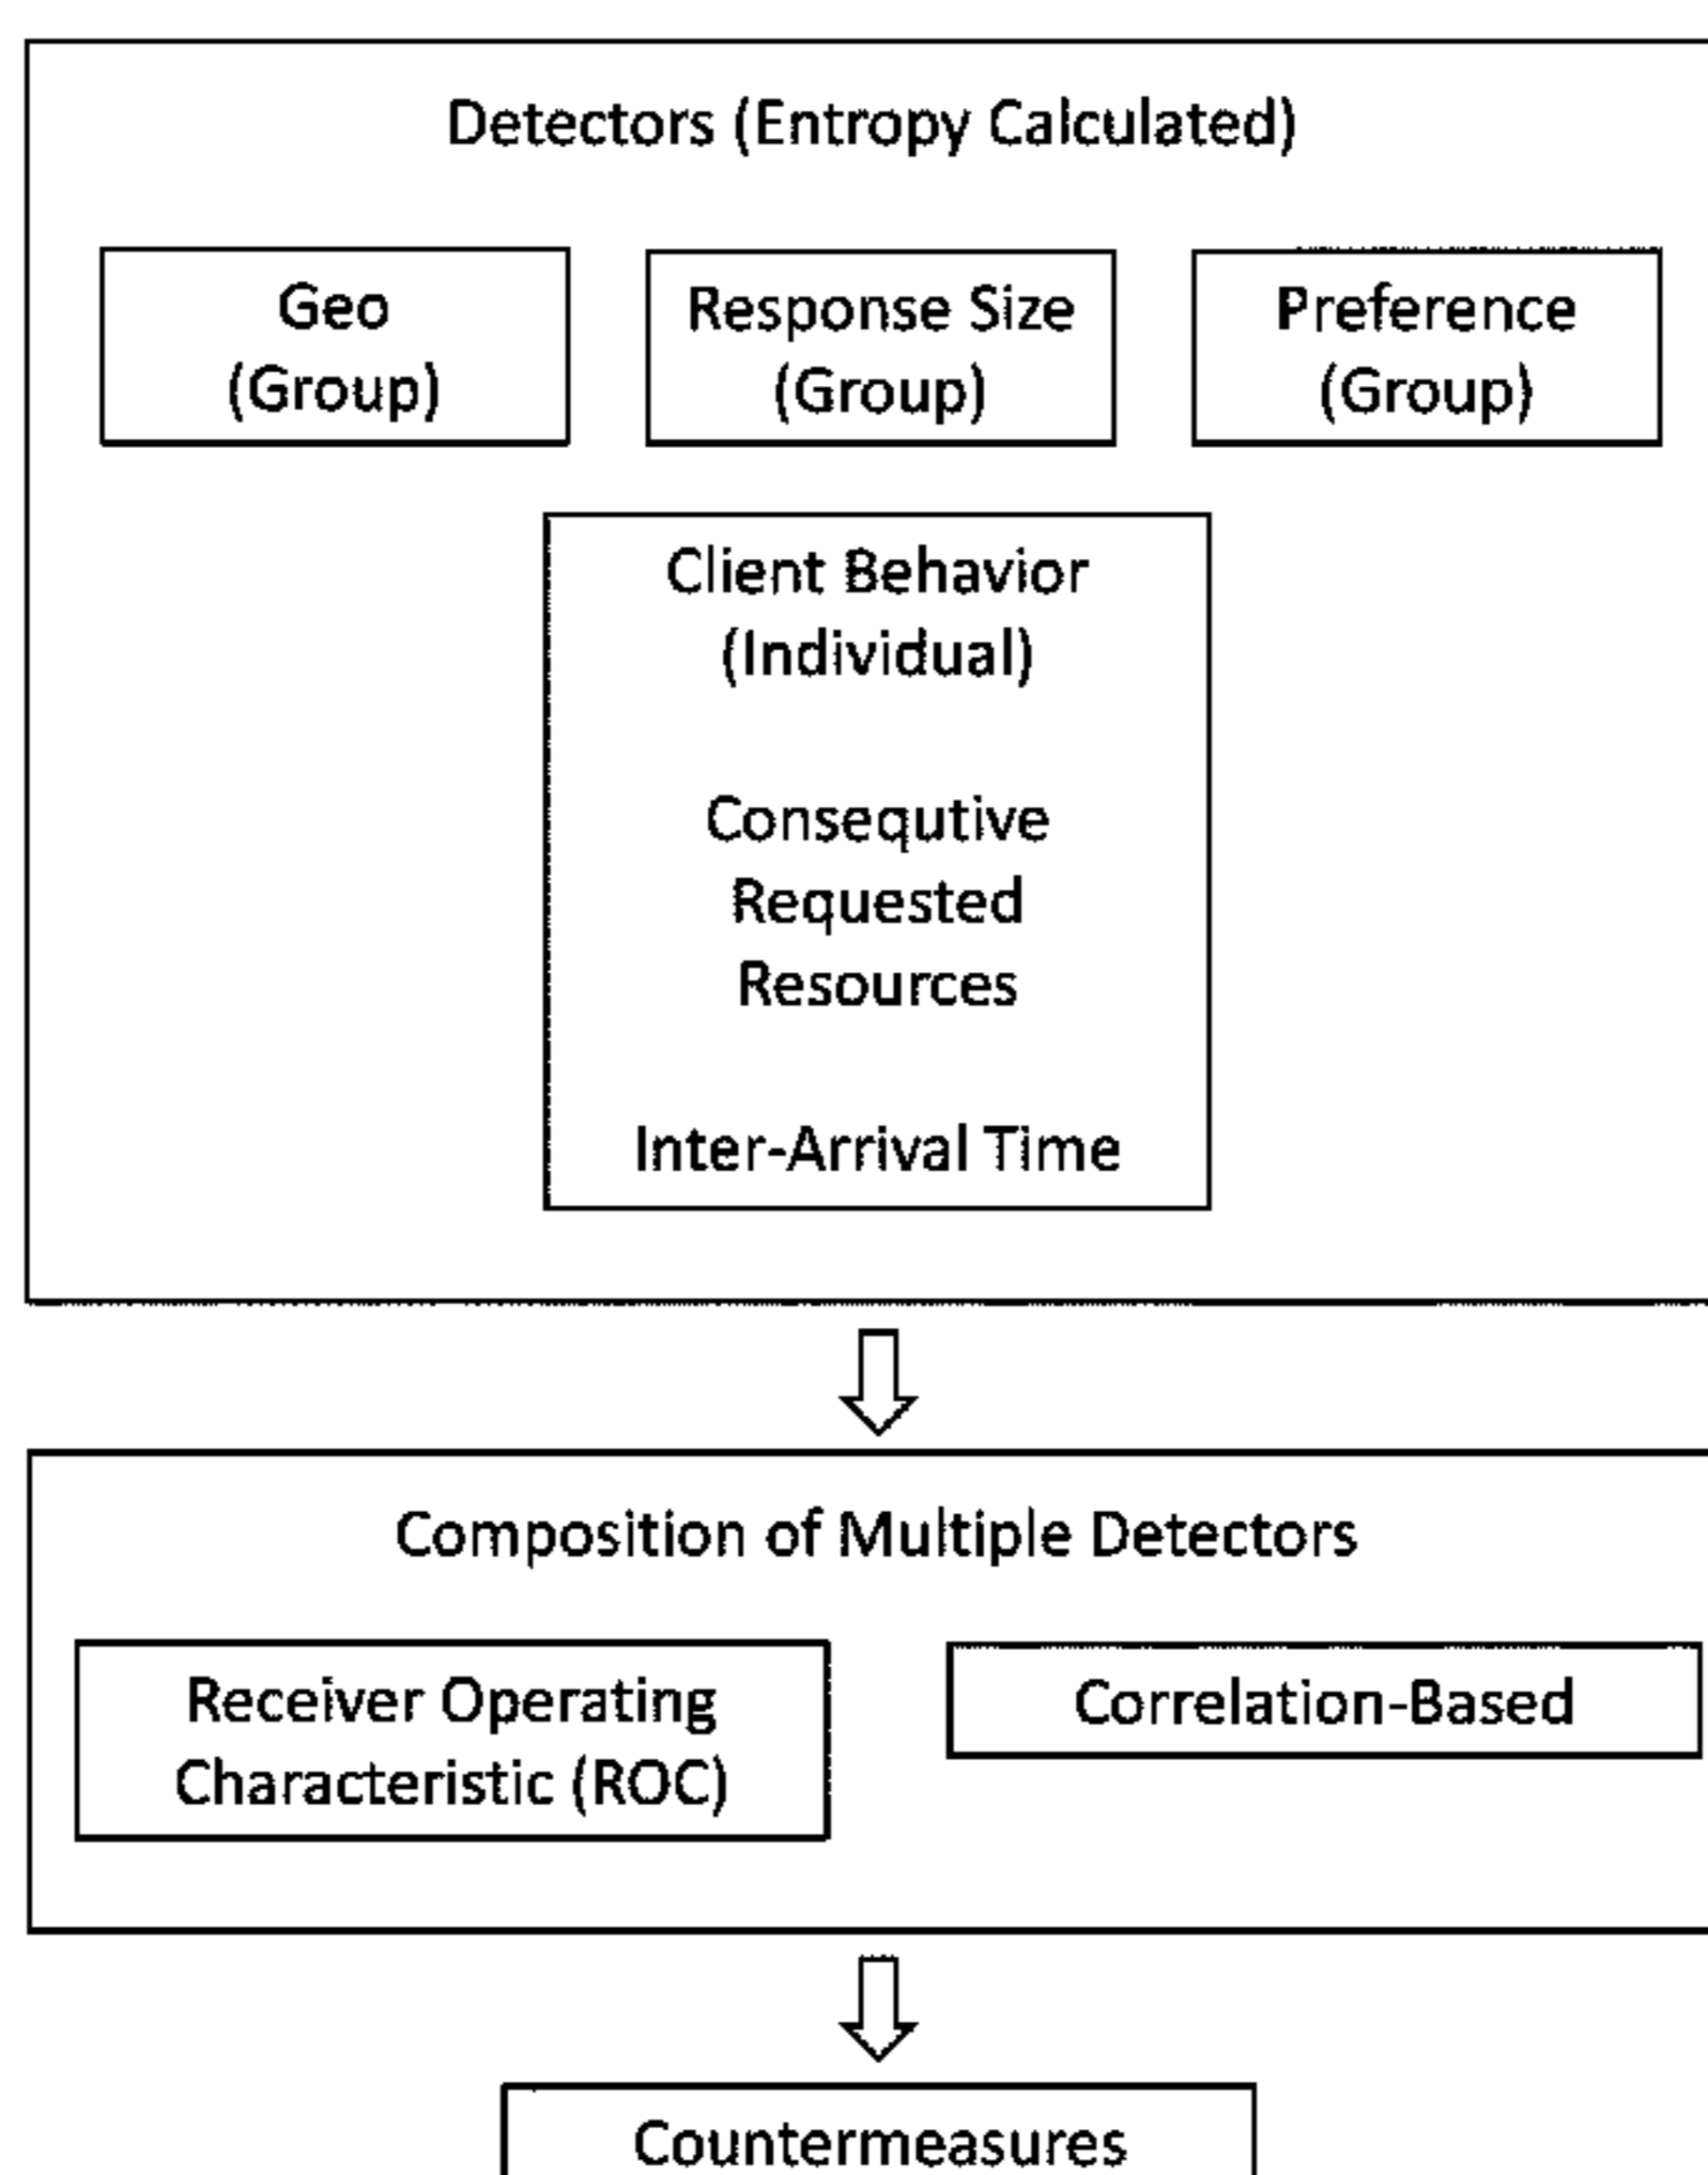 Detectors (Entropy Calculated)
Geo
(Group)
Response Size
(Group)
Preference
(Group)
Client Behavior
(Individual)
Consequtive
Requested
Resources
Inter-Arrival Time
Composition of Multiple Detectors
Receiver Operating
Characteristic (ROC)
Correlation-Based
Countermeasures